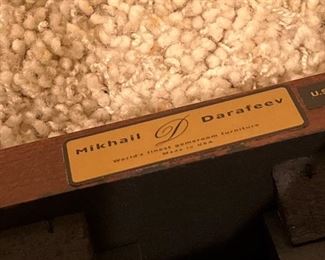 Mikhail D Darafeev
World's finest gameroom furniture
Made in USA
U.S